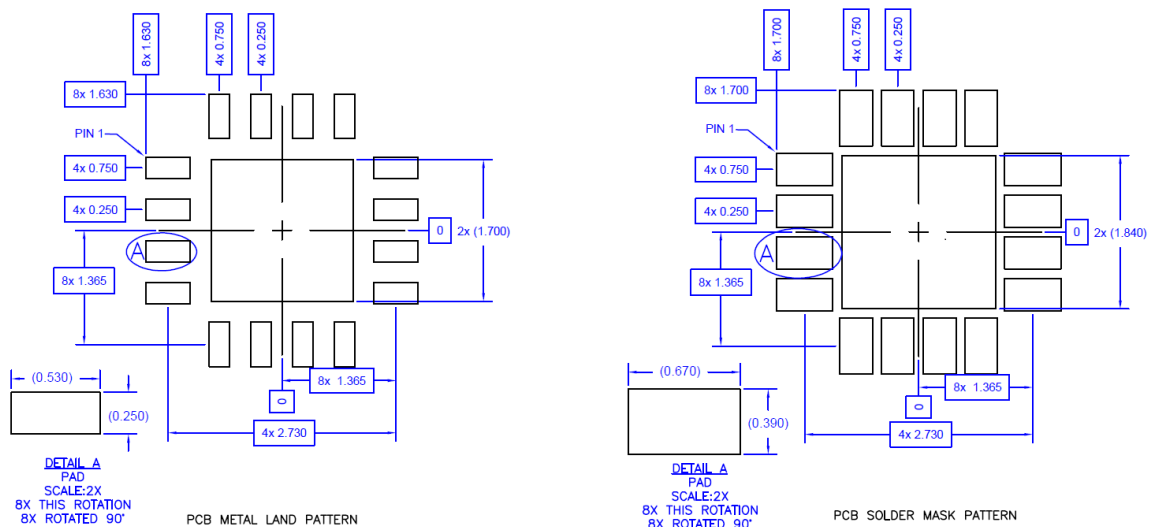 8x 1.630
4x 0.750
4x 0.250
8x 1.630
PIN 1
4x 0.750
4x 0.250
0
2x (1.700)
A
8x 1.365
8x 1.365
0
4x 2.730
(0.530)
(0.250)
DETAIL A
PAD
SCALE:2X
8X THIS ROTATION
8X ROTATED 90°
PCB METAL LAND PATTERN
8x 1.700
4x 0.750
4x 0.250
8x 1.700
PIN 1
4x 0.750
4x 0.250
0
2x (1.840)
A
8x 1.365
8x 1.365
0
4x 2.730
(0.670)
(0.390)
DETAIL A
PAD
SCALE:2X
8X THIS ROTATION
8X ROTATED 90°
PCB SOLDER MASK PATTERN